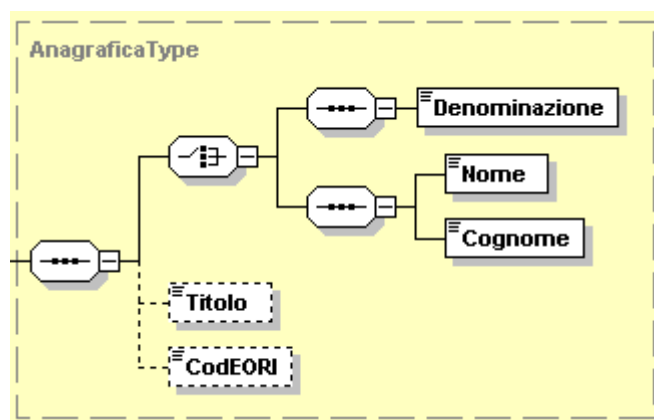 AnagraficaType
Denominazione
Nome
Cognome
Titolo
CodEORI